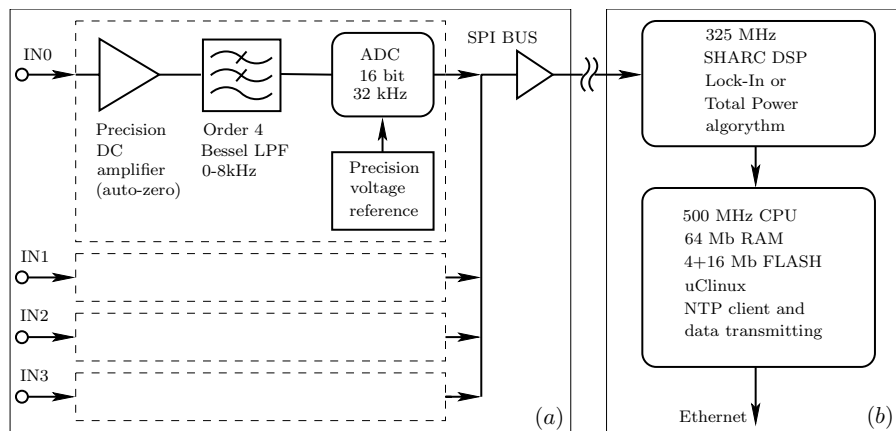 IN0
Precision
DC
amplifier
(auto-zero)
Order 4
Bessel LPF
0-8kHz
ADC
16 bit
32 kHz
Precision
voltage
reference
SPI BUS
IN1
IN2
IN3
(a)
325 MHz
SHARC DSP
Lock-In or
Total Power
algorythm
500 MHz CPU
64 Mb RAM
4+16 Mb FLASH
uClinux
NTP client and
data transmitting
Ethernet
(b)